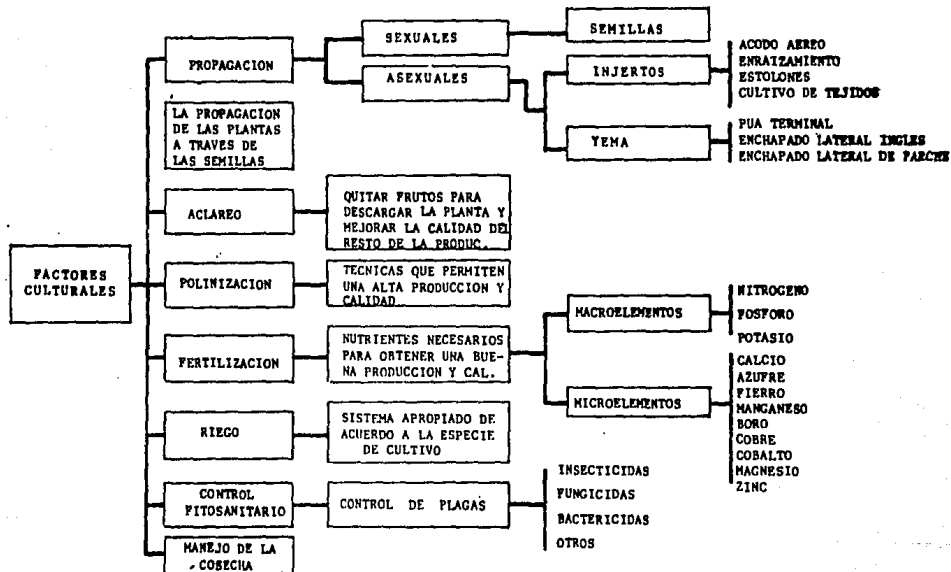 FACTORES
CULTURALES
PROPAGACION
SEXUALES
SEMILLAS
ASEXUALES
INJERTOS
ACODO AEREO
ENRAIZAMIENTO
ESTOLONES
CULTIVO DE TEJIDOS
YEMA
PUA TERMINAL
ENCHAPADO LATERAL INGLES
ENCHAPADO LATERAL DE PARCHE
LA PROPAGACION
DE LAS PLANTAS
A TRAVES DE
LAS SEMILLAS
ACLAREO
QUITAR FRUTOS PARA
DESCARGAR LA PLANTA Y
MEJORAR LA CALIDAD DEL
RESTO DE LA PRODUC.
POLINIZACION
TECNICAS QUE PERMITEN
UNA ALTA PRODUCCION Y
CALIDAD
FERTILIZACION
NUTRIENTES NECESARIOS
PARA OBTENER UNA BUE-
NA PRODUCCION Y CAL.
MACROELEMENTOS
NITROGENO
FOSFORO
POTASIO
MICROELEMENTOS
CALCIO
AZUFRE
FIERRO
MANGANESO
BORO
COBRE
COBALTO
MAGNESIO
ZINC
RIEGO
SISTEMA APROPIADO DE
ACUERDO A LA ESPECIE
DE CULTIVO
CONTROL
FITOSANITARIO
CONTROL DE PLAGAS
INSECTICIDAS
FUNGICIDAS
BACTERICIDAS
OTROS
MANEJO DE LA
COSECHA